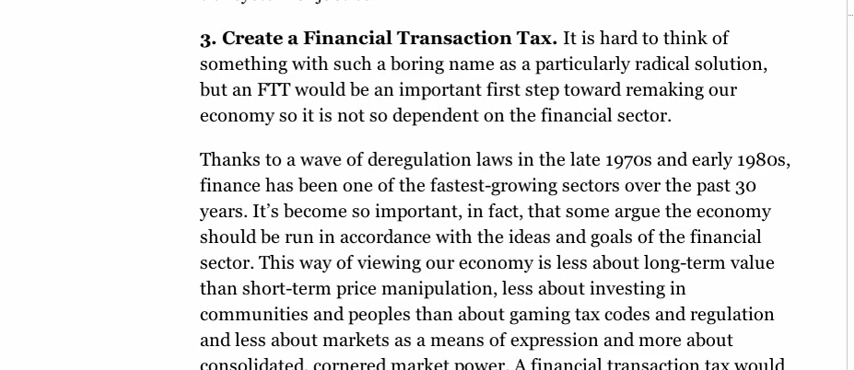 3. Create a Financial Transaction Tax. It is hard to think of
something with such a boring name as a particularly radical solution,
but an FTT would be an important first step toward remaking our
economy so it is not so dependent on the financial sector.
Thanks to a wave of deregulation laws in the late 1970s and early 1980s,
finance has been one of the fastest-growing sectors over the past 30
years. It’s become so important, in fact, that some argue the economy
should be run in accordance with the ideas and goals of the financial
sector. This way of viewing our economy is less about long-term value
than short-term price manipulation, less about investing in
communities and peoples than about gaming tax codes and regulation
and less about markets as a means of expression and more about
consolidated, cornered market power. A financial transaction tax would